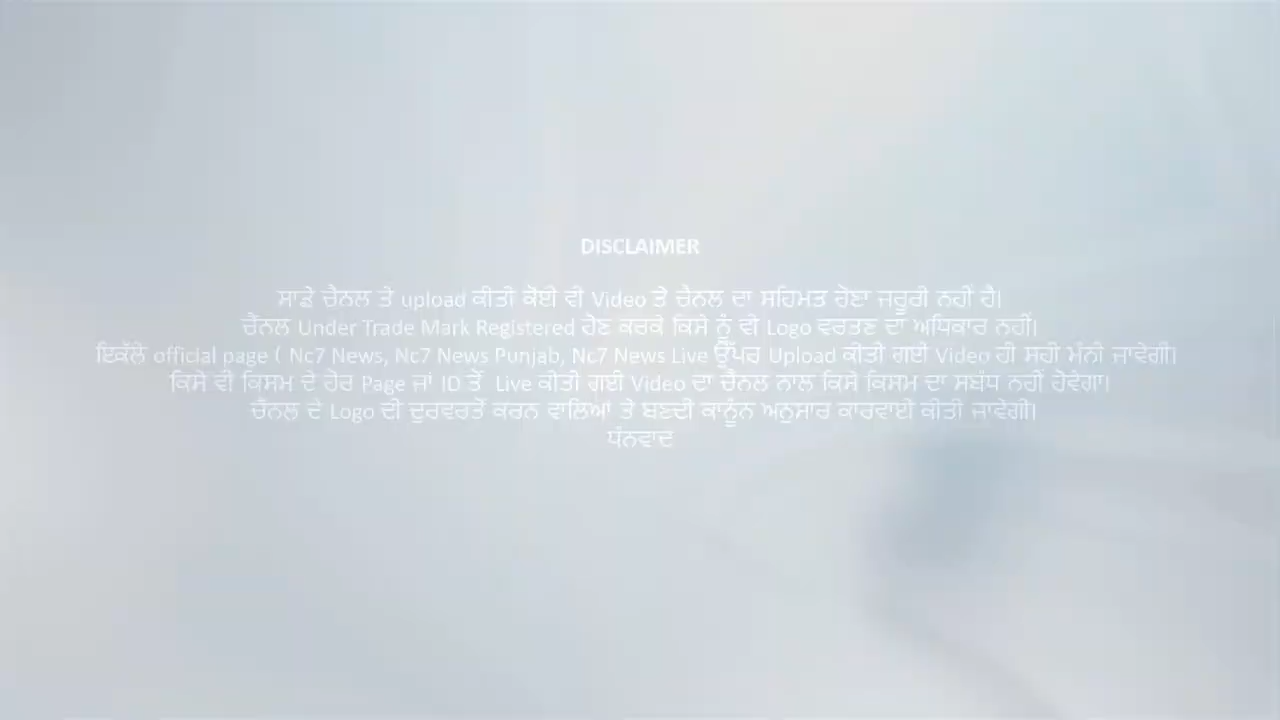 DISCLAIMER
ਸਾਡੇ ਚੈਨਲ ਤੇ upload ਕੀਤੀ ਕੋਈ ਵੀ Video ਤੇ ਚੈਨਲ ਦਾ ਸਹਿਮਤ ਹੋਣਾ ਜਰੂਰੀ ਨਹੀਂ ਹੈ।
ਚੈਨਲ Under Trade Mark Registered ਹੋਣ ਕਰਕੇ ਕਿਸੇ ਨੂੰ ਵੀ Logo ਵਰਤਣ ਦਾ ਅਧਿਕਾਰ ਨਹੀਂ।
ਇਕੱਲੇ official page ( Nc7 News, Nc7 News Punjab, Nc7 News Live ਉੱਪਰ Upload ਕੀਤੀ ਗਈ Video ਹੀ ਸਹੀ ਮੰਨੀ ਜਾਵੇਗੀ।
ਕਿਸੇ ਵੀ ਕਿਸਮ ਦੇ ਹੋਰ Page ਜਾਂ ID ਤੋਂ Live ਕੀਤੀ ਗਈ Video ਦਾ ਚੈਨਲ ਨਾਲ ਕਿਸੇ ਕਿਸਮ ਦਾ ਸਬੰਧ ਨਹੀਂ ਹੋਵੇਗਾ।
ਚੈਨਲ ਦੇ Logo ਦੀ ਦੁਰਵਰਤੋਂ ਕਰਨ ਵਾਲਿਆਂ ਤੇ ਬਣਦੀ ਕਾਨੂੰਨ ਅਨੁਸਾਰ ਕਾਰਵਾਈ ਕੀਤੀ ਜਾਵੇਗੀ।
ਧੰਨਵਾਦ